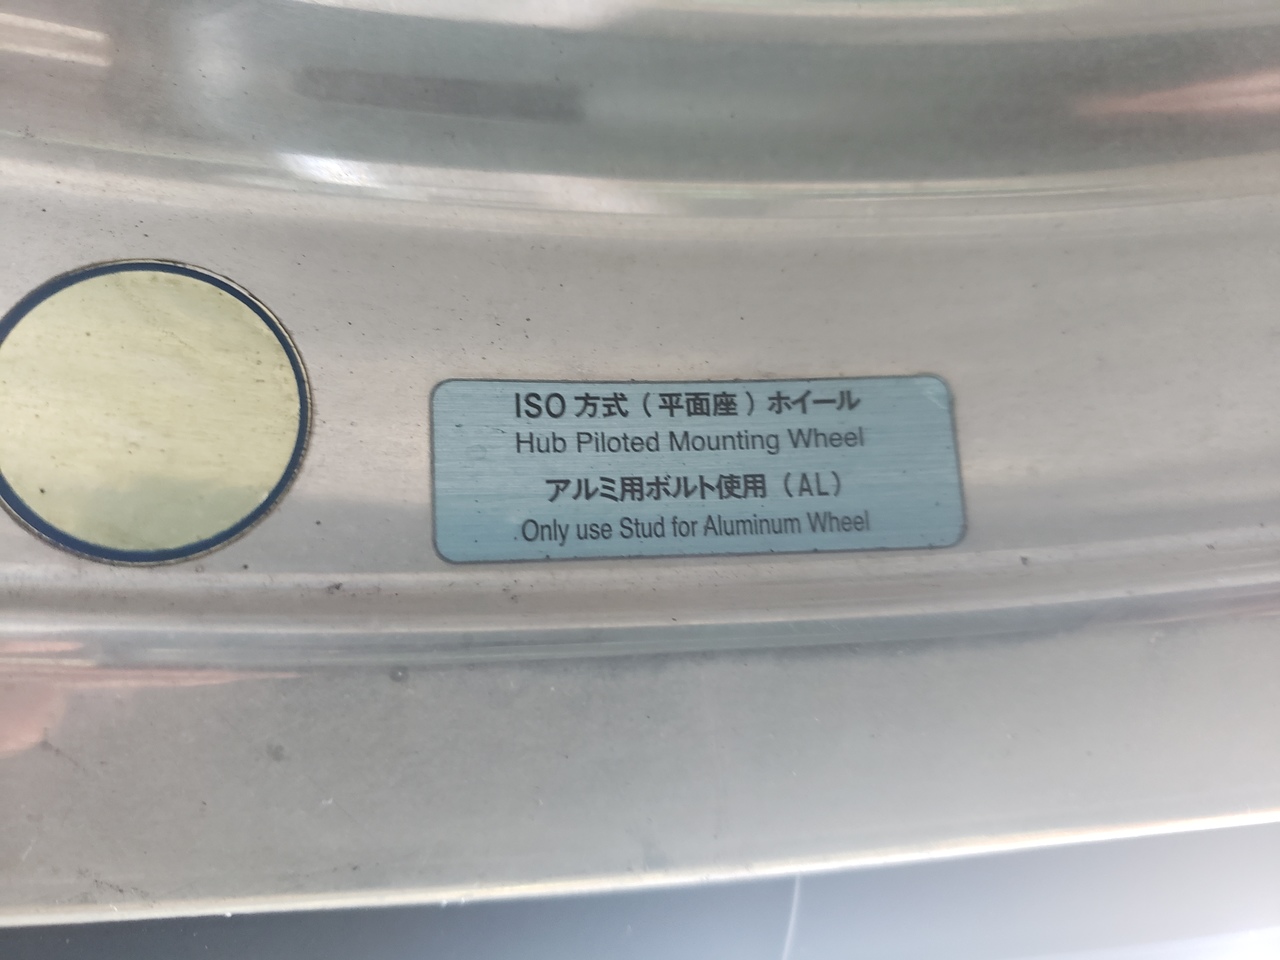 ISO 方式 ( 平面座 ) ホイール
Hub Piloted Mounting Wheel
アルミ用ボルト使用 (AL)
Only use Stud for Aluminum Wheel